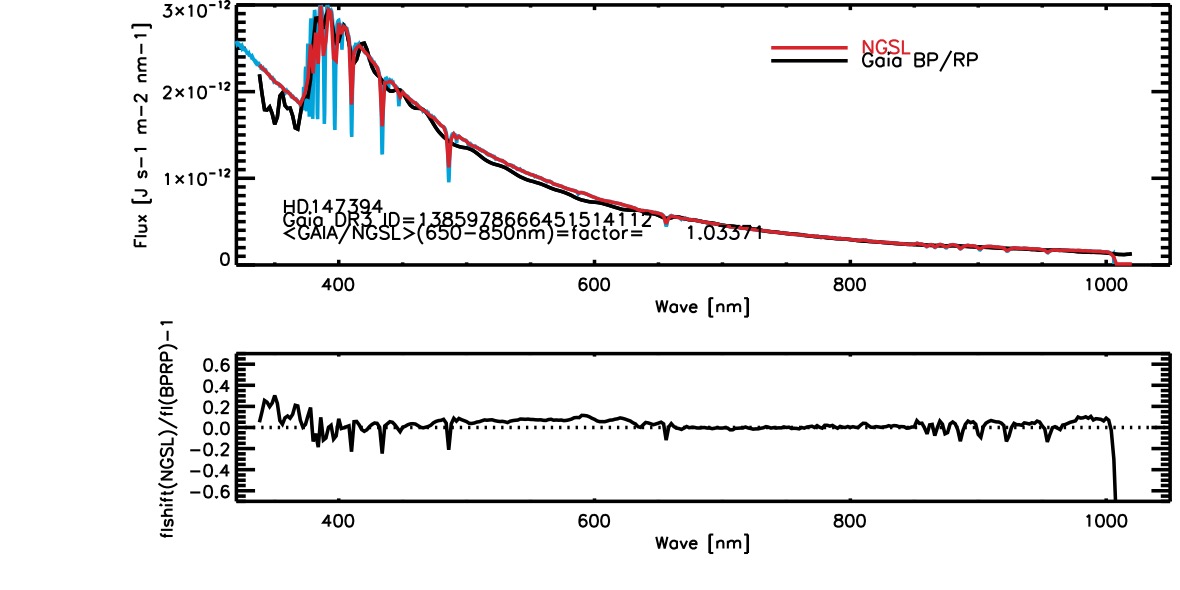 3×10−12
2×10−12
1×10−12
0
Flux [J s−1 m−2 nm−1]
NGSL
Gaia BP/RP
HD147394
Gaia DR3 ID=1385978666451514112
<GAIA/NGSL>(650−850nm)=factor= 1.03371
400 600 800 1000
Wave [nm]
flshift(NGSL)/fl(BPRP)−1
0.6
0.4
0.2
0.0
−0.2
−0.4
−0.6
400 600 800 1000
Wave [nm]